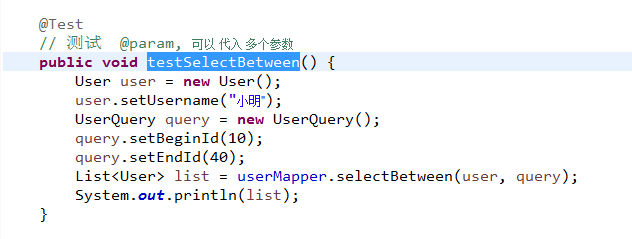 @Test
// 测试  @param, 可以 代入 多个参数
public void testSelectBetween() {
    User user = new User();
    user.setUsername("小明");
    UserQuery query = new UserQuery();
    query.setBeginId(10);
    query.setEndId(40);
    List<User> list = userMapper.selectBetween(user, query);
    System.out.println(list);
}